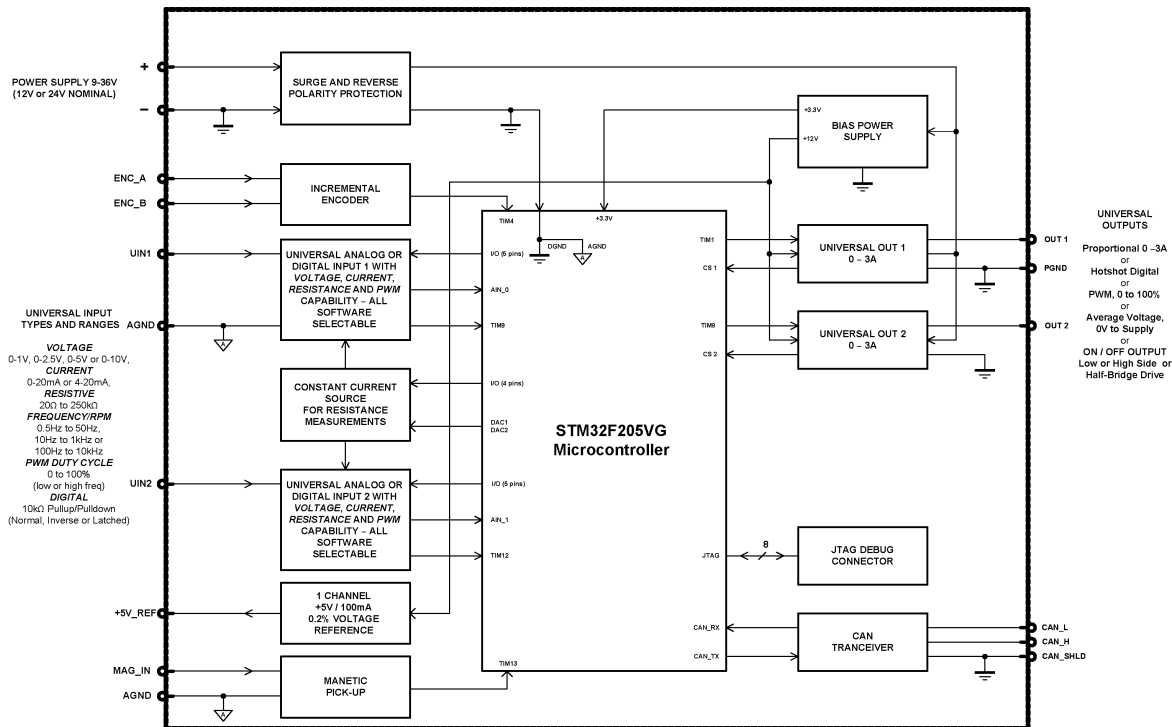 POWER SUPPLY 9-36V
(12V or 24V NOMINAL)
+
–
SURGE AND REVERSE
POLARITY PROTECTION
ENC_A
ENC_B
INCREMENTAL
ENCODER
UIN1
UNIVERSAL ANALOG OR
DIGITAL INPUT 1 WITH
VOLTAGE, CURRENT,
RESISTANCE AND PWM
CAPABILITY – ALL
SOFTWARE
SELECTABLE
UNIVERSAL INPUT
TYPES AND RANGES
AGND
A
VOLTAGE
0-1V, 0-2.5V, 0-5V or 0-10V,
CURRENT
0-20mA or 4-20mA,
RESISTIVE
20Ω to 250kΩ
FREQUENCY/RPM
0.5Hz to 50Hz,
10Hz to 1kHz or
100Hz to 10kHz
PWM DUTY CYCLE
0 to 100%
(low or high freq)
DIGITAL
10kΩ Pullup/Pulldown
(Normal, Inverse or Latched)
CONSTANT CURRENT
SOURCE
FOR RESISTANCE
MEASUREMENTS
UIN2
UNIVERSAL ANALOG OR
DIGITAL INPUT 2 WITH
VOLTAGE, CURRENT,
RESISTANCE AND PWM
CAPABILITY – ALL
SOFTWARE
SELECTABLE
+5V_REF
1 CHANNEL
+5V / 100mA
0.2% VOLTAGE
REFERENCE
MAG_IN
AGND
A
MANETIC
PICK-UP
TIM4
+3.3V
DGND
AGND
A
I/O (5 pins)
AIN_0
TIM9
I/O (4 pins)
DAC1
DAC2
I/O (5 pins)
AIN_1
TIM12
TIM13
STM32F205VG
Microcontroller
TIM1
CS 1
TIM8
CS 2
JTAG
CAN_RX
CAN_TX
+3.3V
+12V
BIAS POWER
SUPPLY
UNIVERSAL OUT 1
0 – 3A
UNIVERSAL OUT 2
0 – 3A
8
JTAG DEBUG
CONNECTOR
CAN
TRANCEIVER
OUT 1
PGND
OUT 2
CAN_L
CAN_H
CAN_SHLD
UNIVERSAL
OUTPUTS
Proportional 0 –3A
or
Hotshot Digital
or
PWM, 0 to 100%
or
Average Voltage,
0V to Supply
or
ON / OFF OUTPUT
Low or High Side or
Half-Bridge Drive